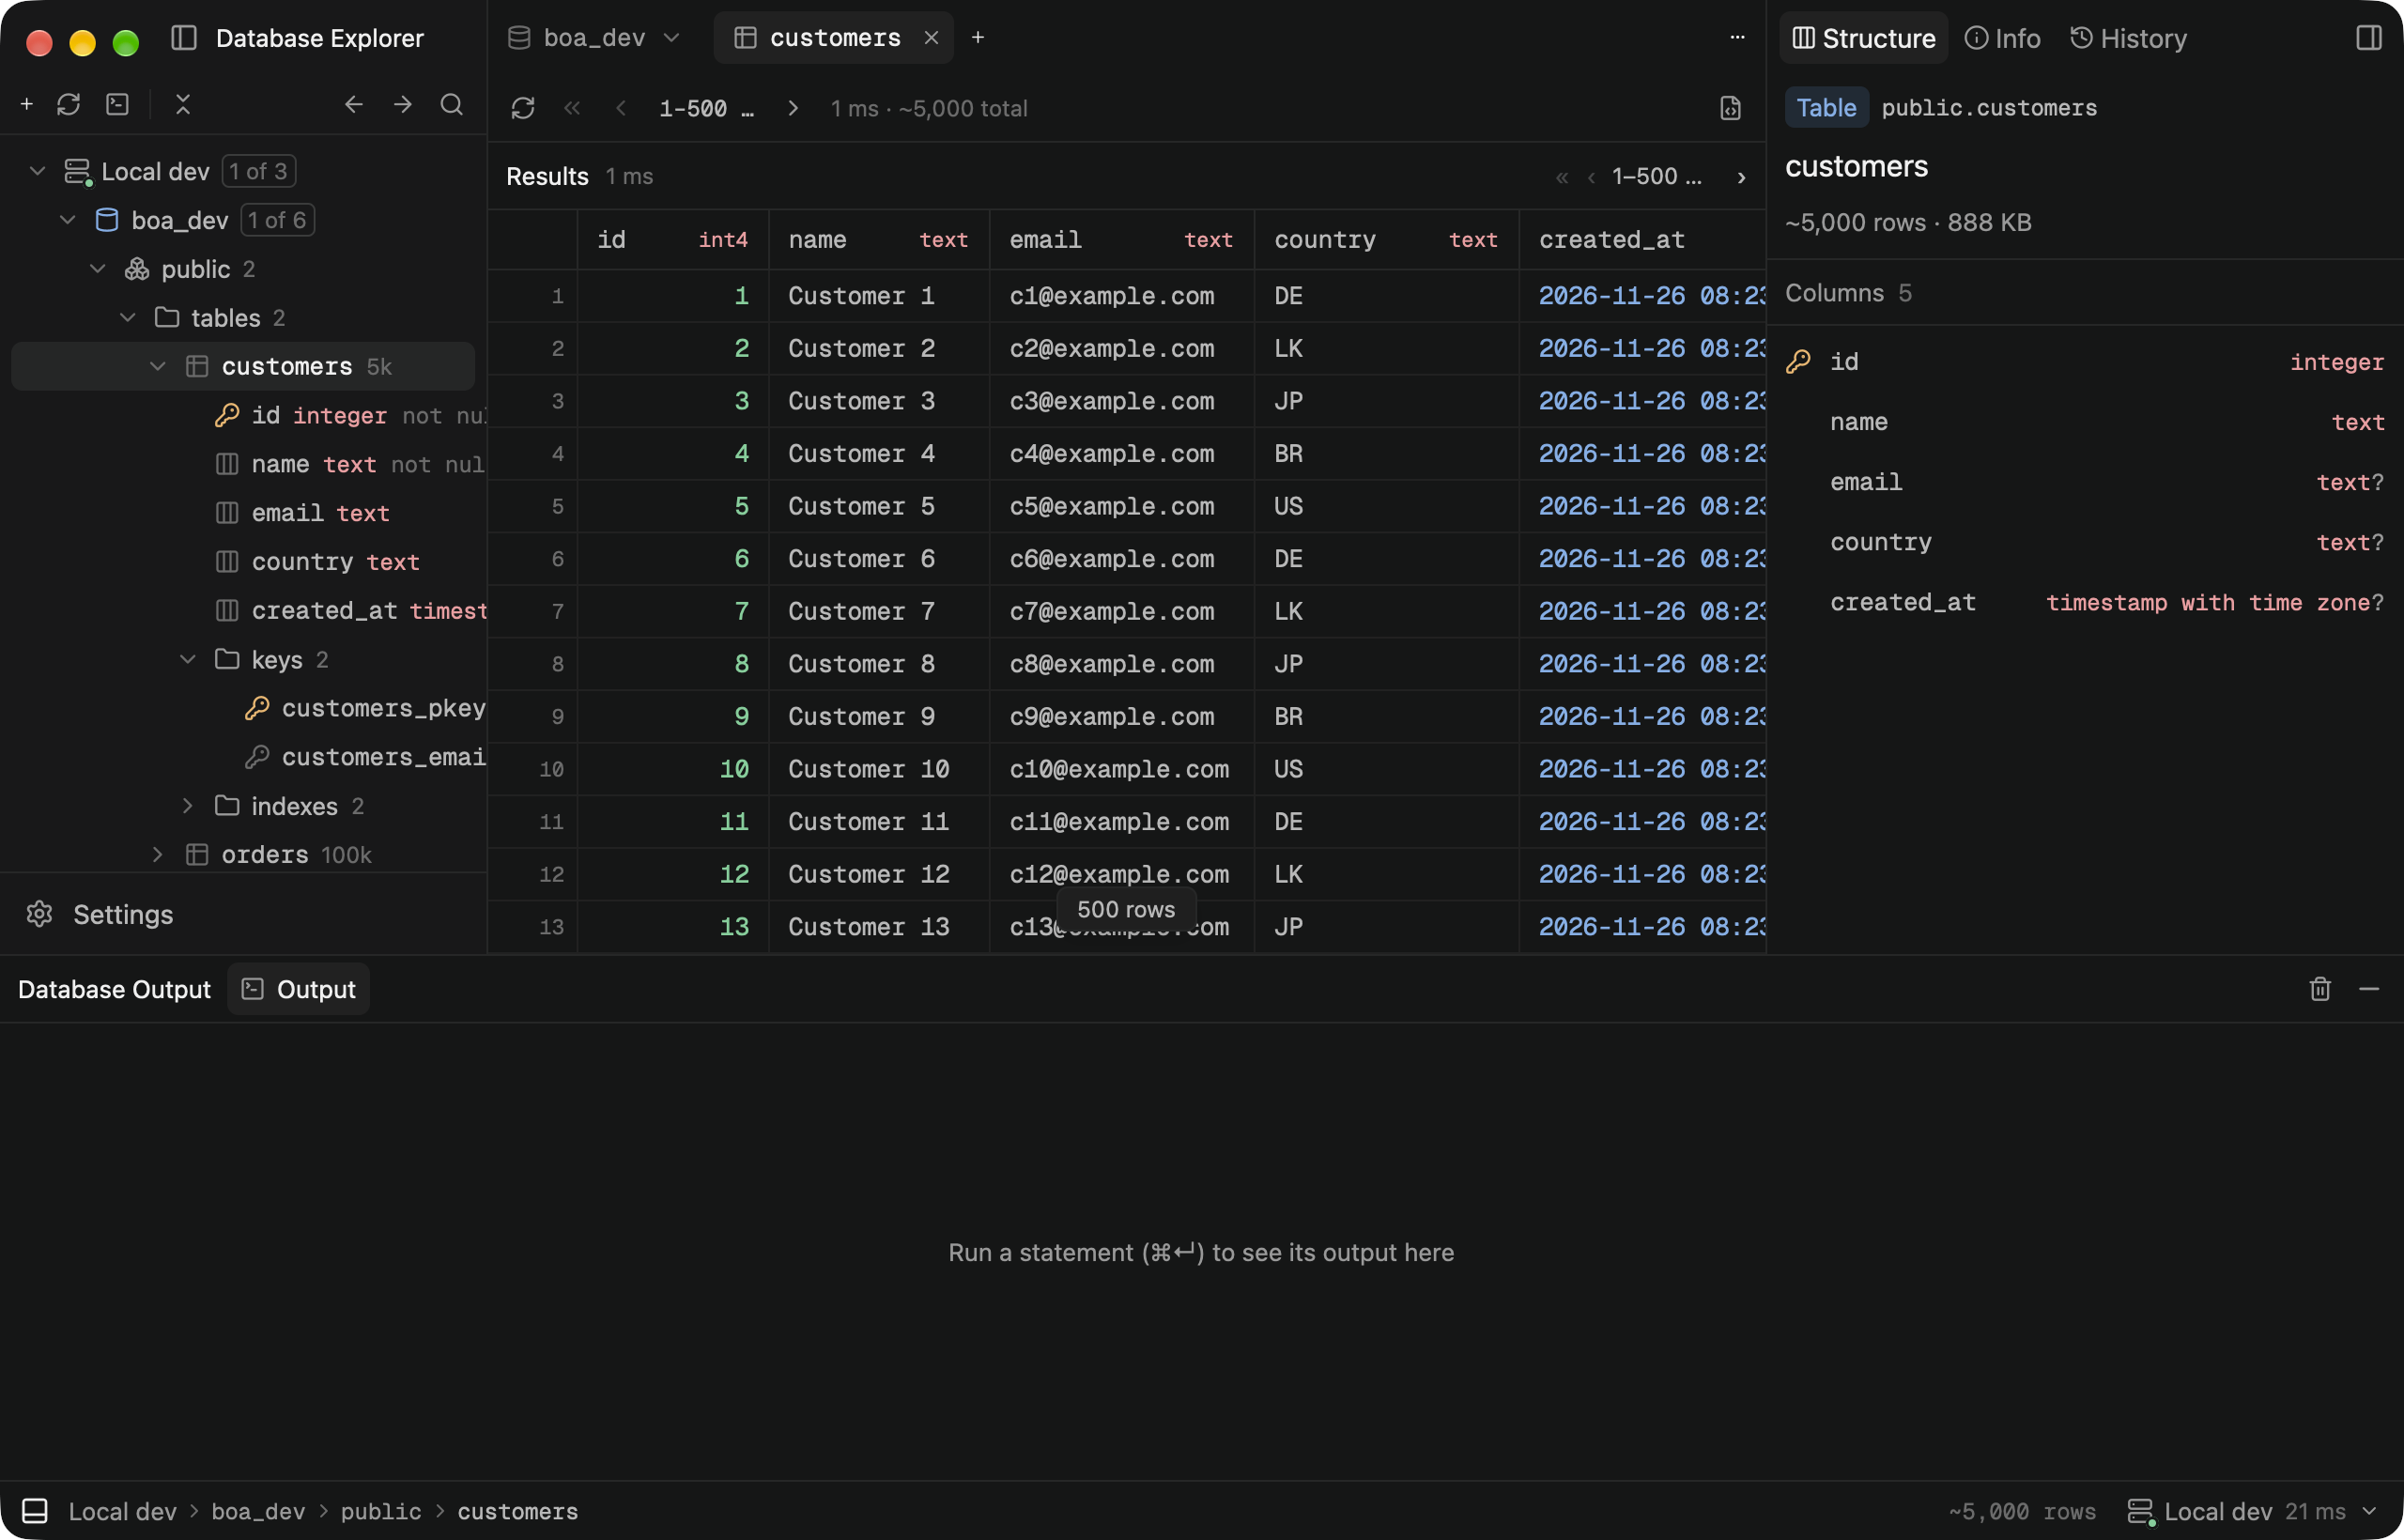 Database Explorer
boa_dev
customers
Structure
Info
History
1–500 …
1 ms · ~5,000 total
Table public.customers
customers
~5,000 rows · 888 KB
Columns 5
id integer
name text
email text?
country text?
created_at timestamp with time zone?
Local dev 1 of 3
boa_dev 1 of 6
public 2
tables 2
customers 5k
id integer not nu
name text not nul
email text
country text
created_at timest
keys 2
customers_pkey
customers_emai
indexes 2
orders 100k
Settings
Results 1 ms
« ‹ 1–500 … ›
id int4 name text email text country text created_at
1 1 Customer 1 c1@example.com DE 2026-11-26 08:23
2 2 Customer 2 c2@example.com LK 2026-11-26 08:23
3 3 Customer 3 c3@example.com JP 2026-11-26 08:23
4 4 Customer 4 c4@example.com BR 2026-11-26 08:23
5 5 Customer 5 c5@example.com US 2026-11-26 08:23
6 6 Customer 6 c6@example.com DE 2026-11-26 08:23
7 7 Customer 7 c7@example.com LK 2026-11-26 08:23
8 8 Customer 8 c8@example.com JP 2026-11-26 08:23
9 9 Customer 9 c9@example.com BR 2026-11-26 08:23
10 10 Customer 10 c10@example.com US 2026-11-26 08:23
11 11 Customer 11 c11@example.com DE 2026-11-26 08:23
12 12 Customer 12 c12@example.com LK 2026-11-26 08:23
13 13 Customer 13 c13@example.com JP 2026-11-26 08:23
500 rows
Database Output
Output
Run a statement (⌘↵) to see its output here
Local dev › boa_dev › public › customers
~5,000 rows
Local dev 21 ms